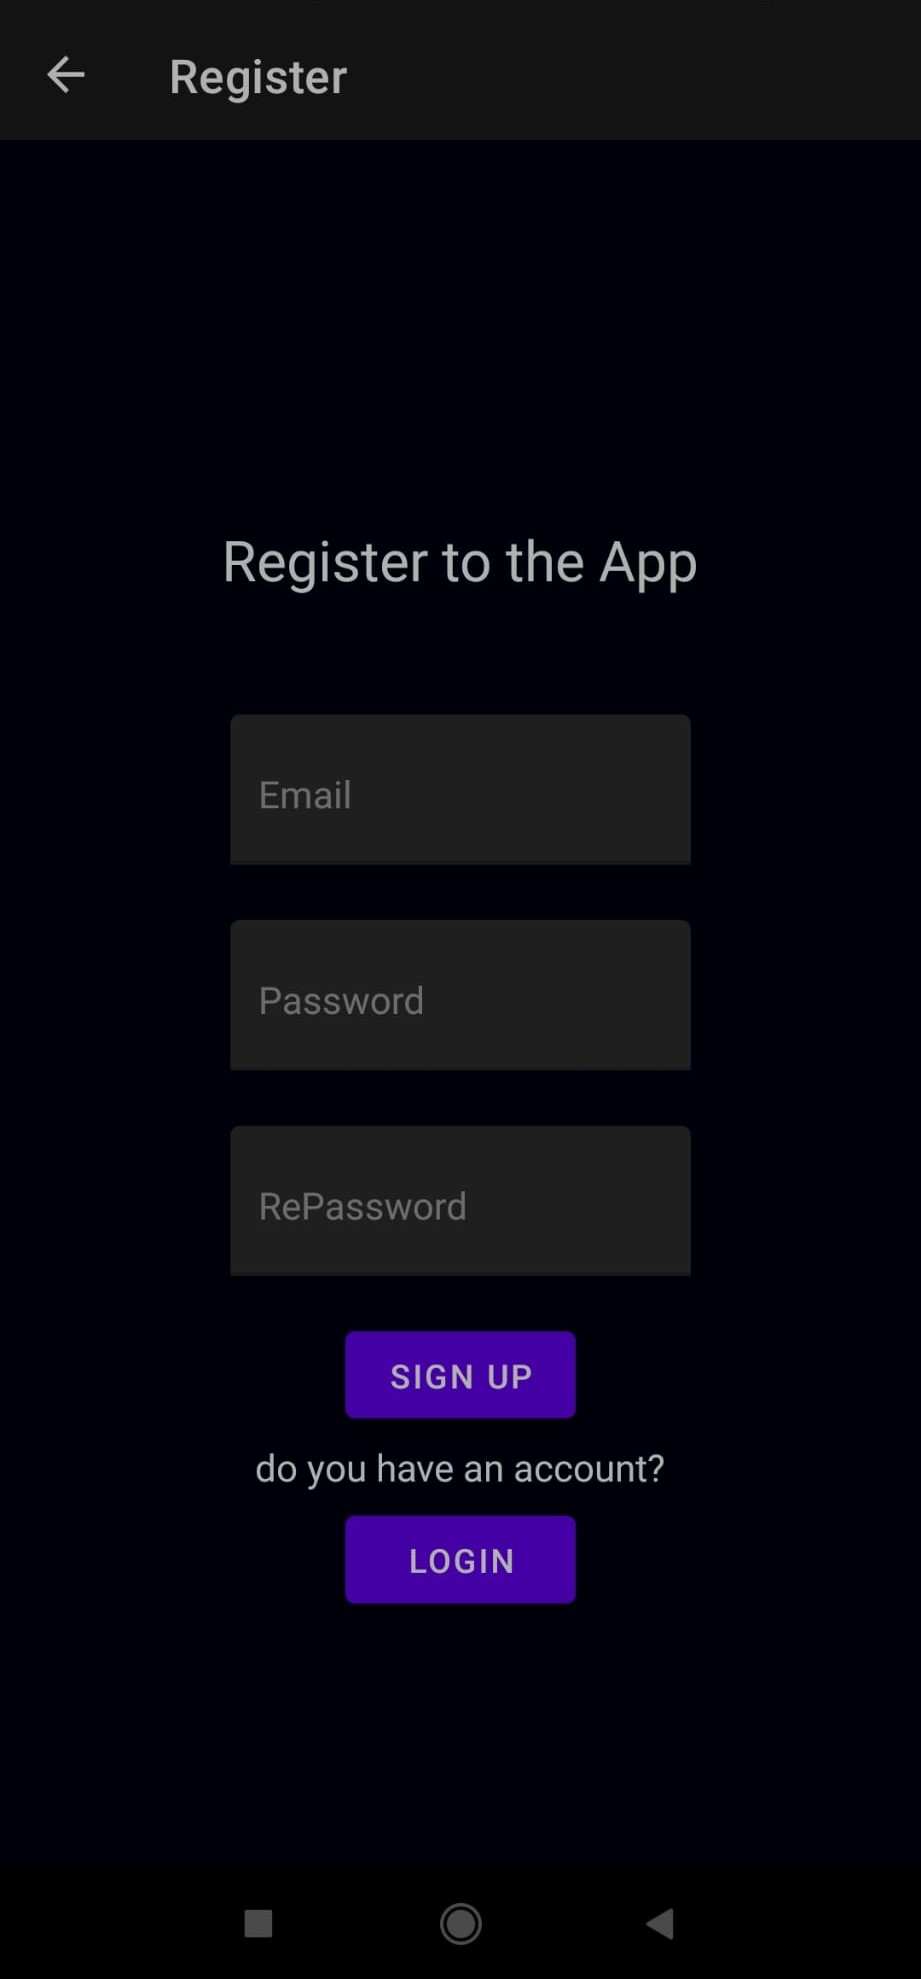 Register
Register to the App
Email
Password
RePassword
SIGN UP
do you have an account?
LOGIN